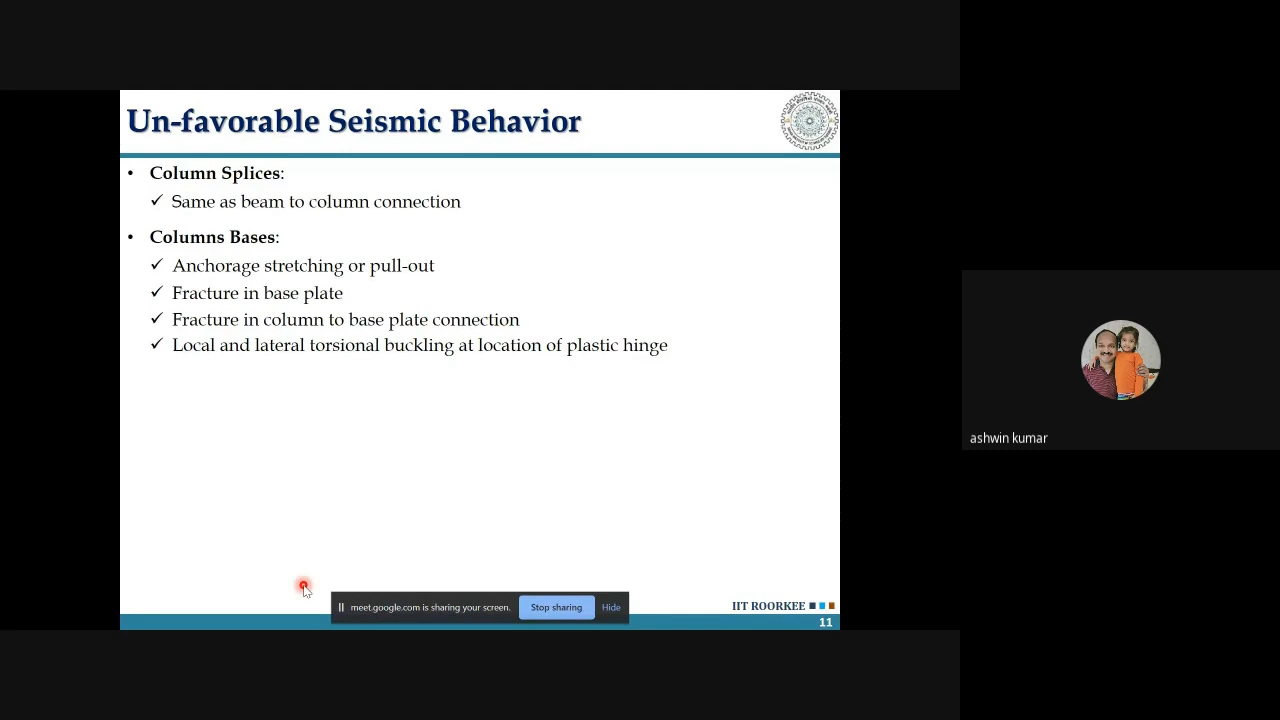 Un-favorable Seismic Behavior
• Column Splices:
✓ Same as beam to column connection
• Columns Bases:
✓ Anchorage stretching or pull-out
✓ Fracture in base plate
✓ Fracture in column to base plate connection
✓ Local and lateral torsional buckling at location of plastic hinge
ashwin kumar
meet.google.com is sharing your screen. Stop sharing Hide
IIT ROORKEE
11